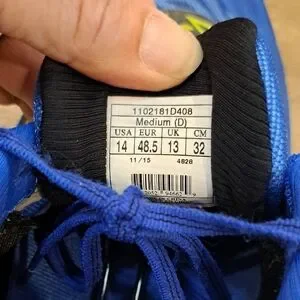 1102181D408
Medium (D)
USA EUR UK CM
14 48.5 13 32
11/15 4828